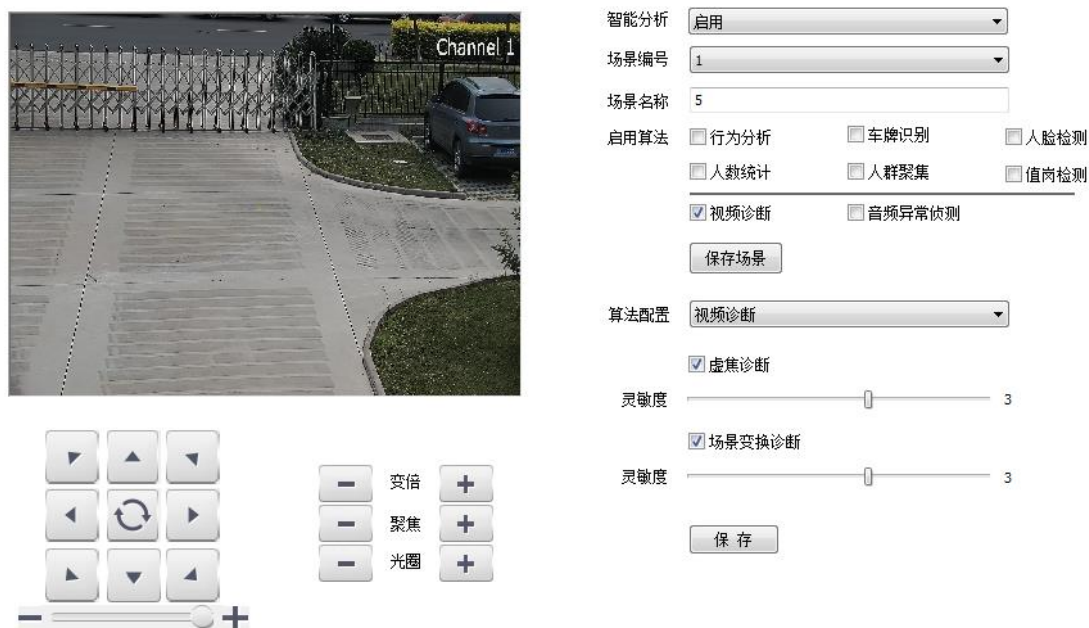 Channel 1
智能分析 启用
场景编号 1
场景名称 5
启用算法 行为分析 车牌识别 人脸检测
人数统计 人群聚集 值岗检测
视频诊断 音频异常侦测
保存场景
算法配置 视频诊断
虚焦诊断
灵敏度 3
场景变换诊断
灵敏度 3
保 存
变倍
聚焦
光圈